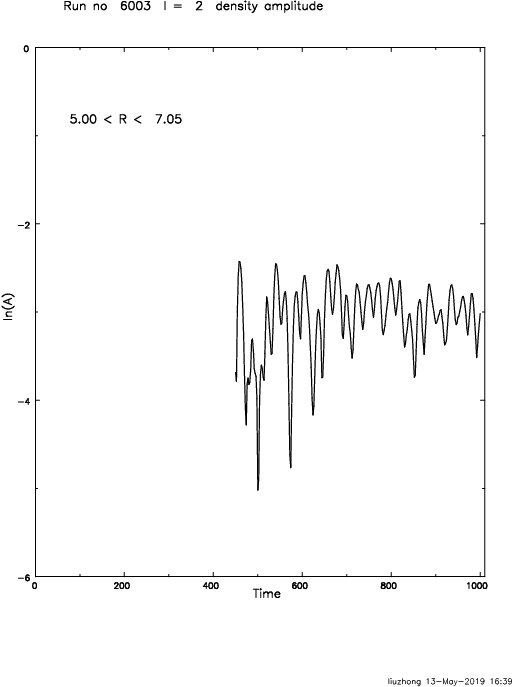 Run no 6003 l = 2 density amplitude
0
5.00 < R < 7.05
-2
ln(A)
-4
-6
0 200 400 600 800 1000
Time
liuzhong 13-May-2019 16:39